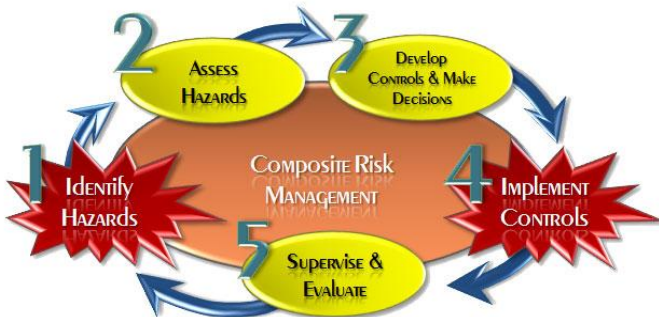 1
Identify
Hazards
2
Assess
Hazards
3
Develop
Controls & Make
Decisions
4
Implement
Controls
5
Supervise &
Evaluate
Composite Risk
Management